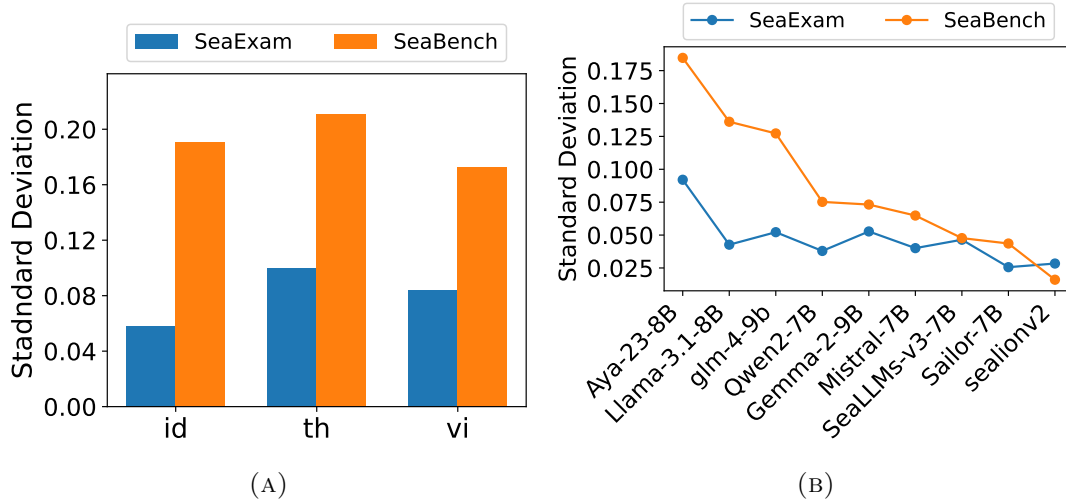 SeaExam SeaBench
Stadndard Deviation
0.20
0.16
0.12
0.08
0.04
0.00
id th vi
(A)
SeaExam SeaBench
Standard Deviation
0.175
0.150
0.125
0.100
0.075
0.050
0.025
Aya-23-8B
Llama-3.1-8B
glm-4-9b
Qwen2-7B
Gemma-2-9B
Mistral-7B
SeaLLMs-v3-7B
Sailor-7B
sealionv2
(B)